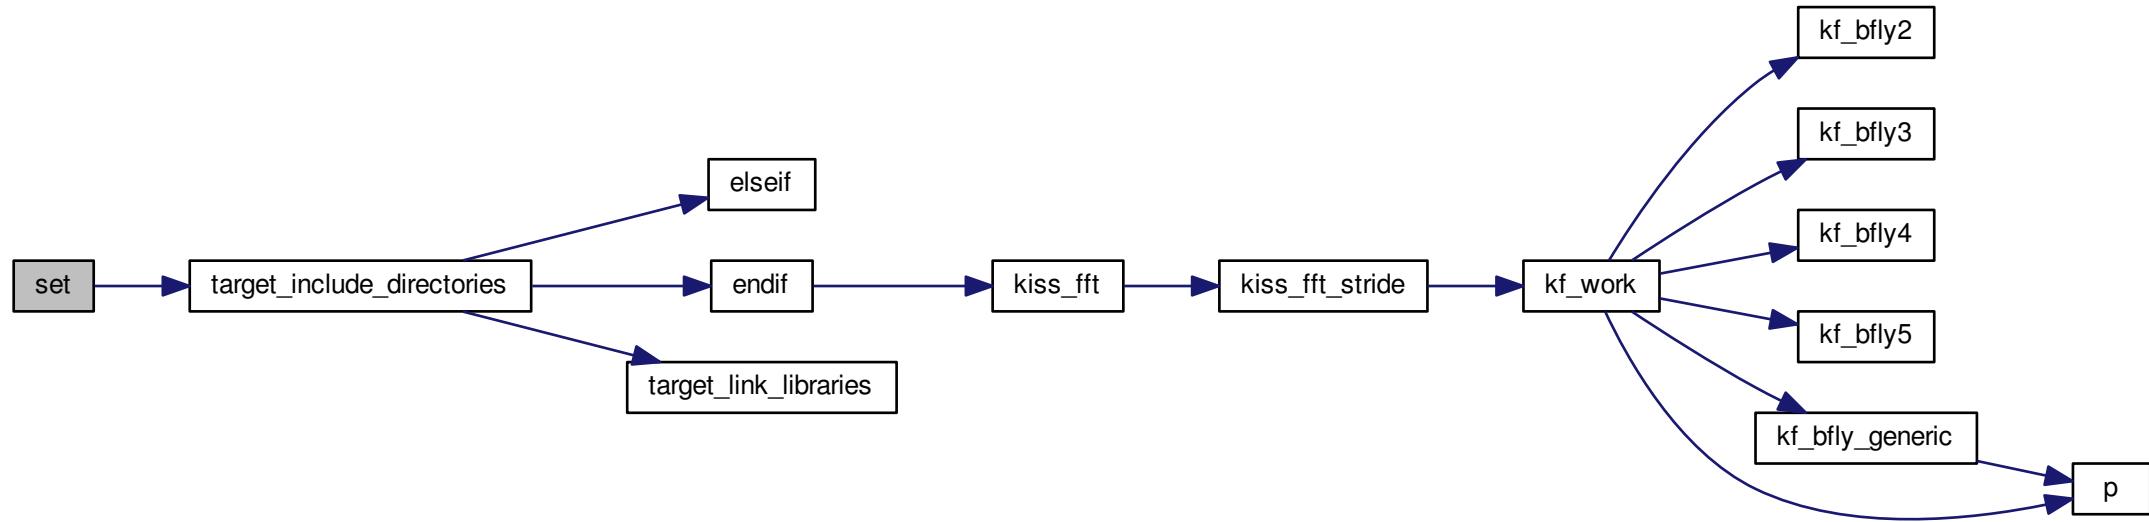 set
target_include_directories
elseif
endif
target_link_libraries
kiss_fft
kiss_fft_stride
kf_work
kf_bfly2
kf_bfly3
kf_bfly4
kf_bfly5
kf_bfly_generic
p